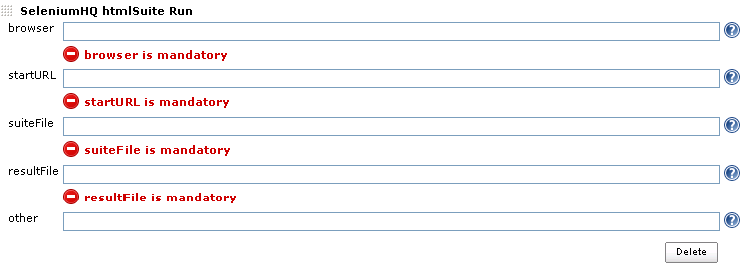 SeleniumHQ htmlSuite Run
browser
browser is mandatory
startURL
startURL is mandatory
suiteFile
suiteFile is mandatory
resultFile
resultFile is mandatory
other
Delete